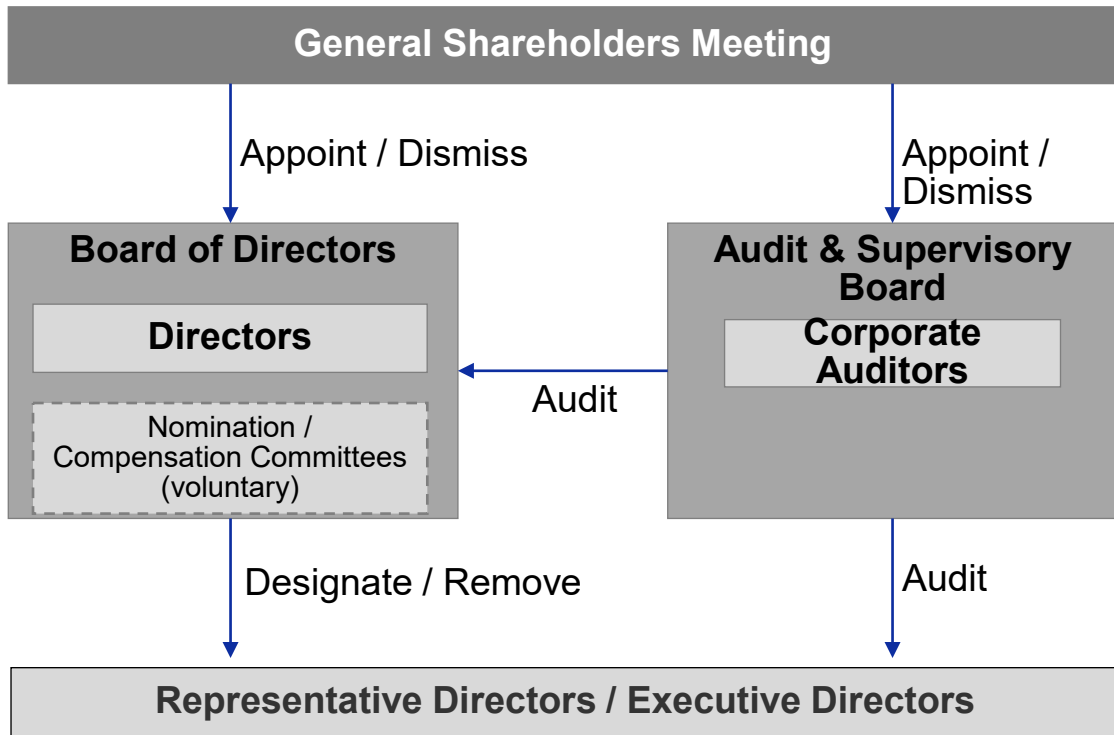 General Shareholders Meeting
Appoint / Dismiss
Appoint /
Dismiss
Board of Directors
Directors
Nomination /
Compensation Committees
(voluntary)
Audit
Audit & Supervisory
Board
Corporate
Auditors
Designate / Remove
Audit
Representative Directors / Executive Directors